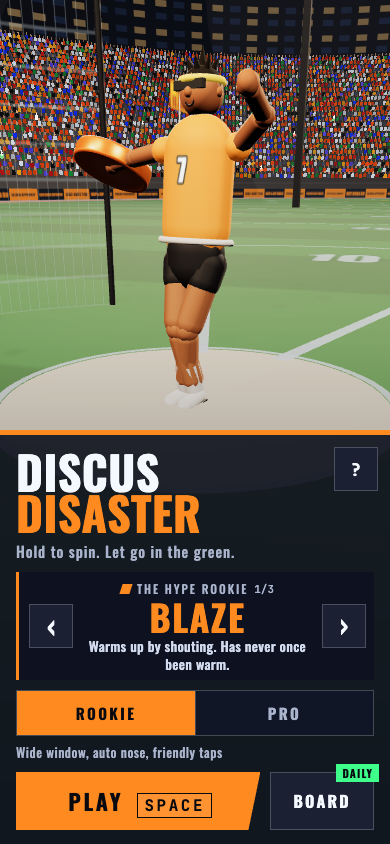 7
10
DISCUS
DISASTER
?
Hold to spin. Let go in the green.
THE HYPE ROOKIE 1/3
‹ BLAZE ›
Warms up by shouting. Has never once
been warm.
ROOKIE PRO
Wide window, auto nose, friendly taps
DAILY
PLAY SPACE BOARD